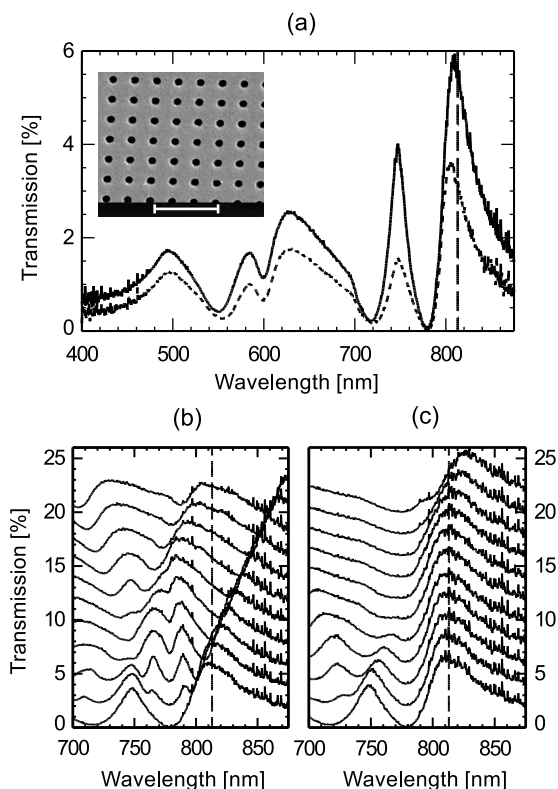 (a)
6
4
2
0
Transmission [%]
400 500 600 700 800
Wavelength [nm]
(b) (c)
25 25
20 20
15 15
10 10
5 5
0 0
Transmission [%]
700 750 800 850 700 750 800 850
Wavelength [nm] Wavelength [nm]